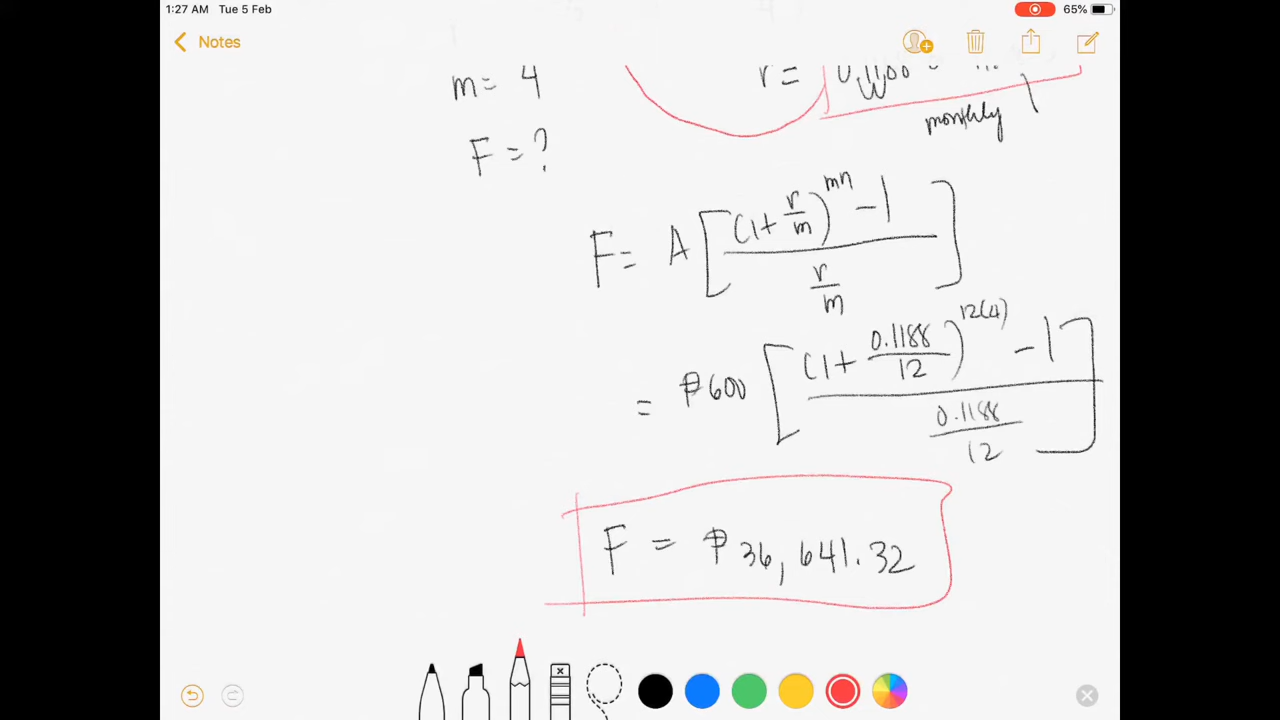 1:27 AM Tue 5 Feb 65%
Notes
m = 4
r =
monthly
F = ?
F = A [ (1 + r/m)^mn - 1 / r/m ]
= ₱600 [ (1 + 0.1188/12)^12(4) - 1 / 0.1188/12 ]
F = ₱36,641.32